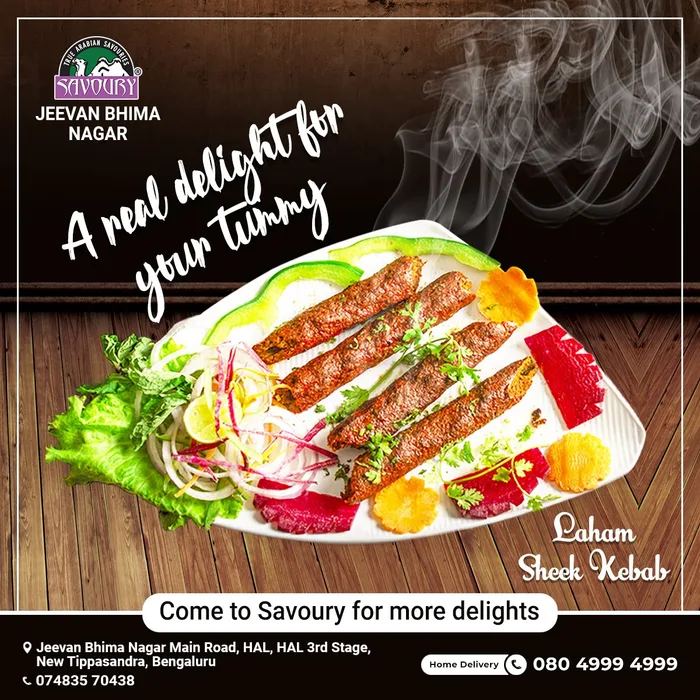 TRUE ARABIAN SAVOURIES
SAVOURY®
JEEVAN BHIMA
NAGAR
A real delight for
your tummy
Laham
Sheek Kebab
Come to Savoury for more delights
Jeevan Bhima Nagar Main Road, HAL, HAL 3rd Stage,
New Tippasandra, Bengaluru
074835 70438
Home Delivery
080 4999 4999